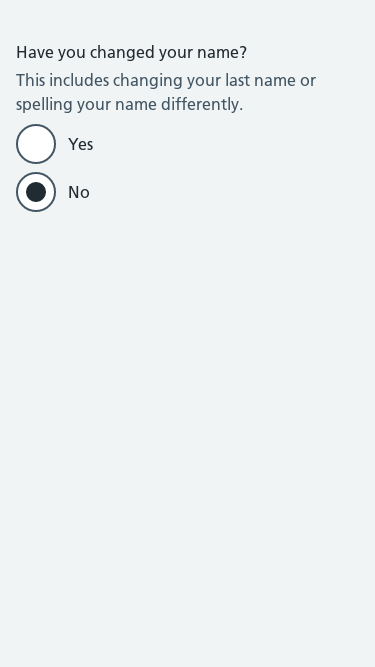 Have you changed your name?
This includes changing your last name or
spelling your name differently.
Yes
No